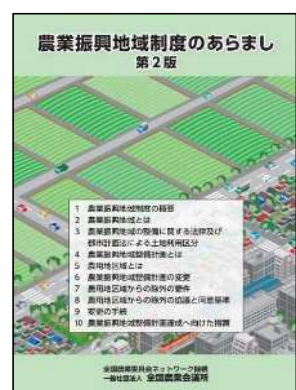 農業振興地域制度のあらまし
第2版
1 農業振興地域制度の概要
2 農業振興地域とは
3 農業振興地域の整備に関する法律及び
都市計画法による土地利用区分
4 農業振興地域整備計画とは
5 農用地区域とは
6 農業振興地域整備計画の変更
7 農用地区域からの除外の要件
8 農用地区域からの除外の協議と同意基準
9 変更の手続
10 農業振興地域整備計画達成へ向けた措置
全国農業委員会ネットワーク機構
一般社団法人 全国農業会議所